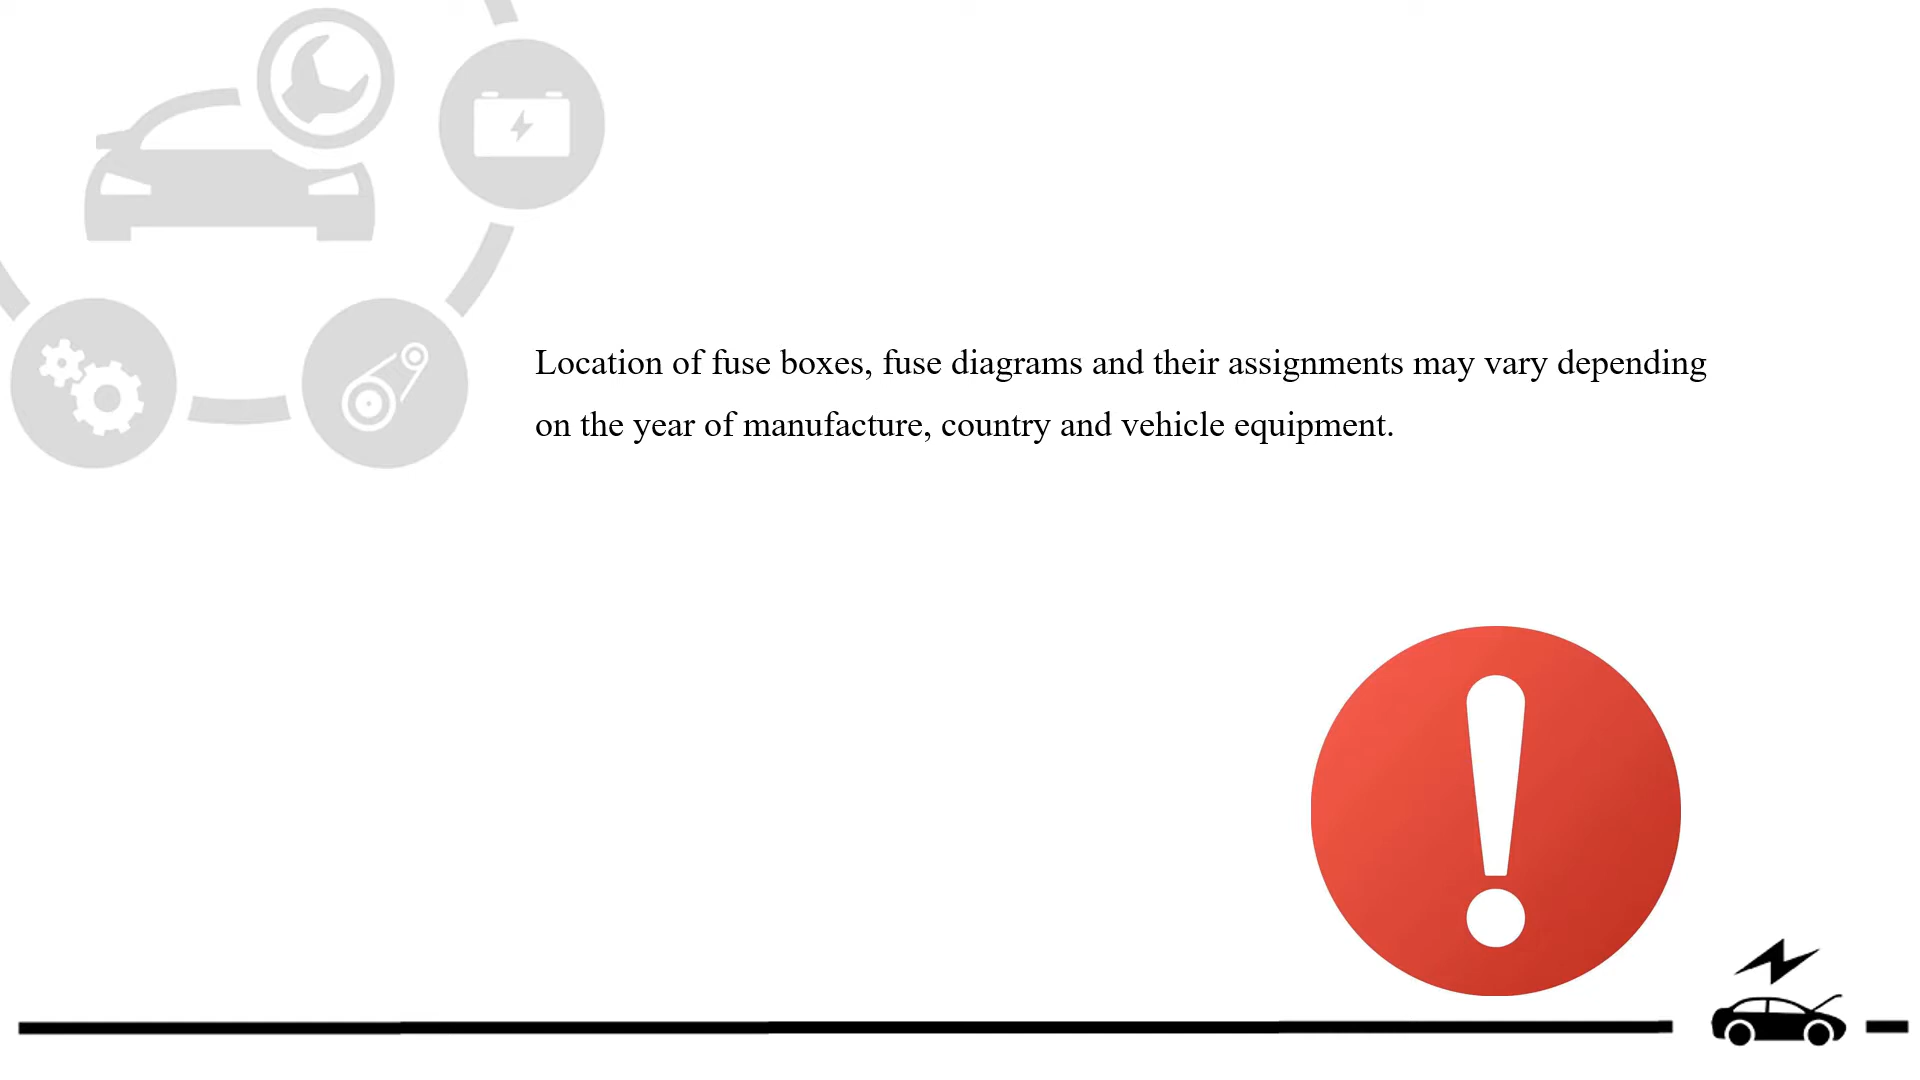 Location of fuse boxes, fuse diagrams and their assignments may vary depending
on the year of manufacture, country and vehicle equipment.